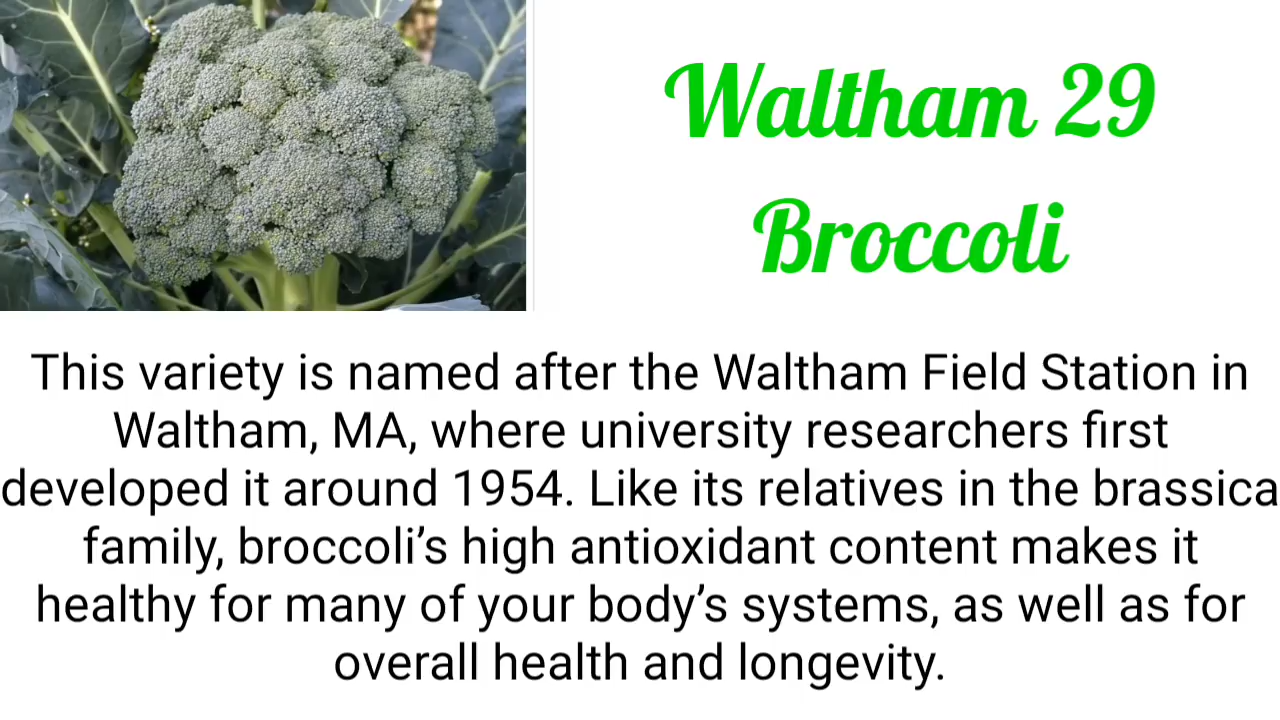 Waltham 29
Broccoli
This variety is named after the Waltham Field Station in
Waltham, MA, where university researchers first
developed it around 1954. Like its relatives in the brassica
family, broccoli’s high antioxidant content makes it
healthy for many of your body’s systems, as well as for
overall health and longevity.